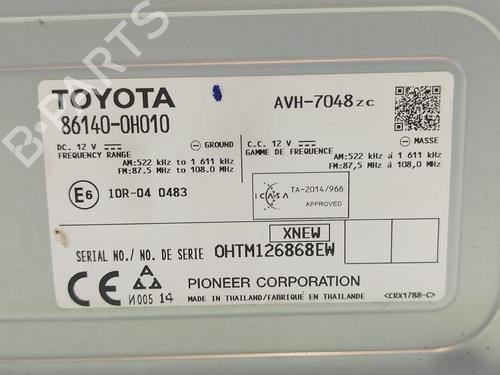 B-PARTS
TOYOTA
86140-0H010
AVH-7048zc
DC. 12 V
GROUND
FREQUENCY RANGE
AM:522 kHz to 1 611 kHz
FM:87.5 MHz to 108.0 MHz
C.C. 12 V
MASSE
GAMME DE FREQUENCE
AM:522 kHz à 1 611 kHz
FM:87,5 MHz à 108,0 MHz
E6
10R-04 0483
ICASA
TA-2014/966
APPROVED
XNEW
SERIAL NO./ NO. DE SERIE OHTM126868EW
CE
И005 14
PIONEER CORPORATION
MADE IN THAILAND/FABRIQUÉ EN THAILANDE
<CRX1788-C>